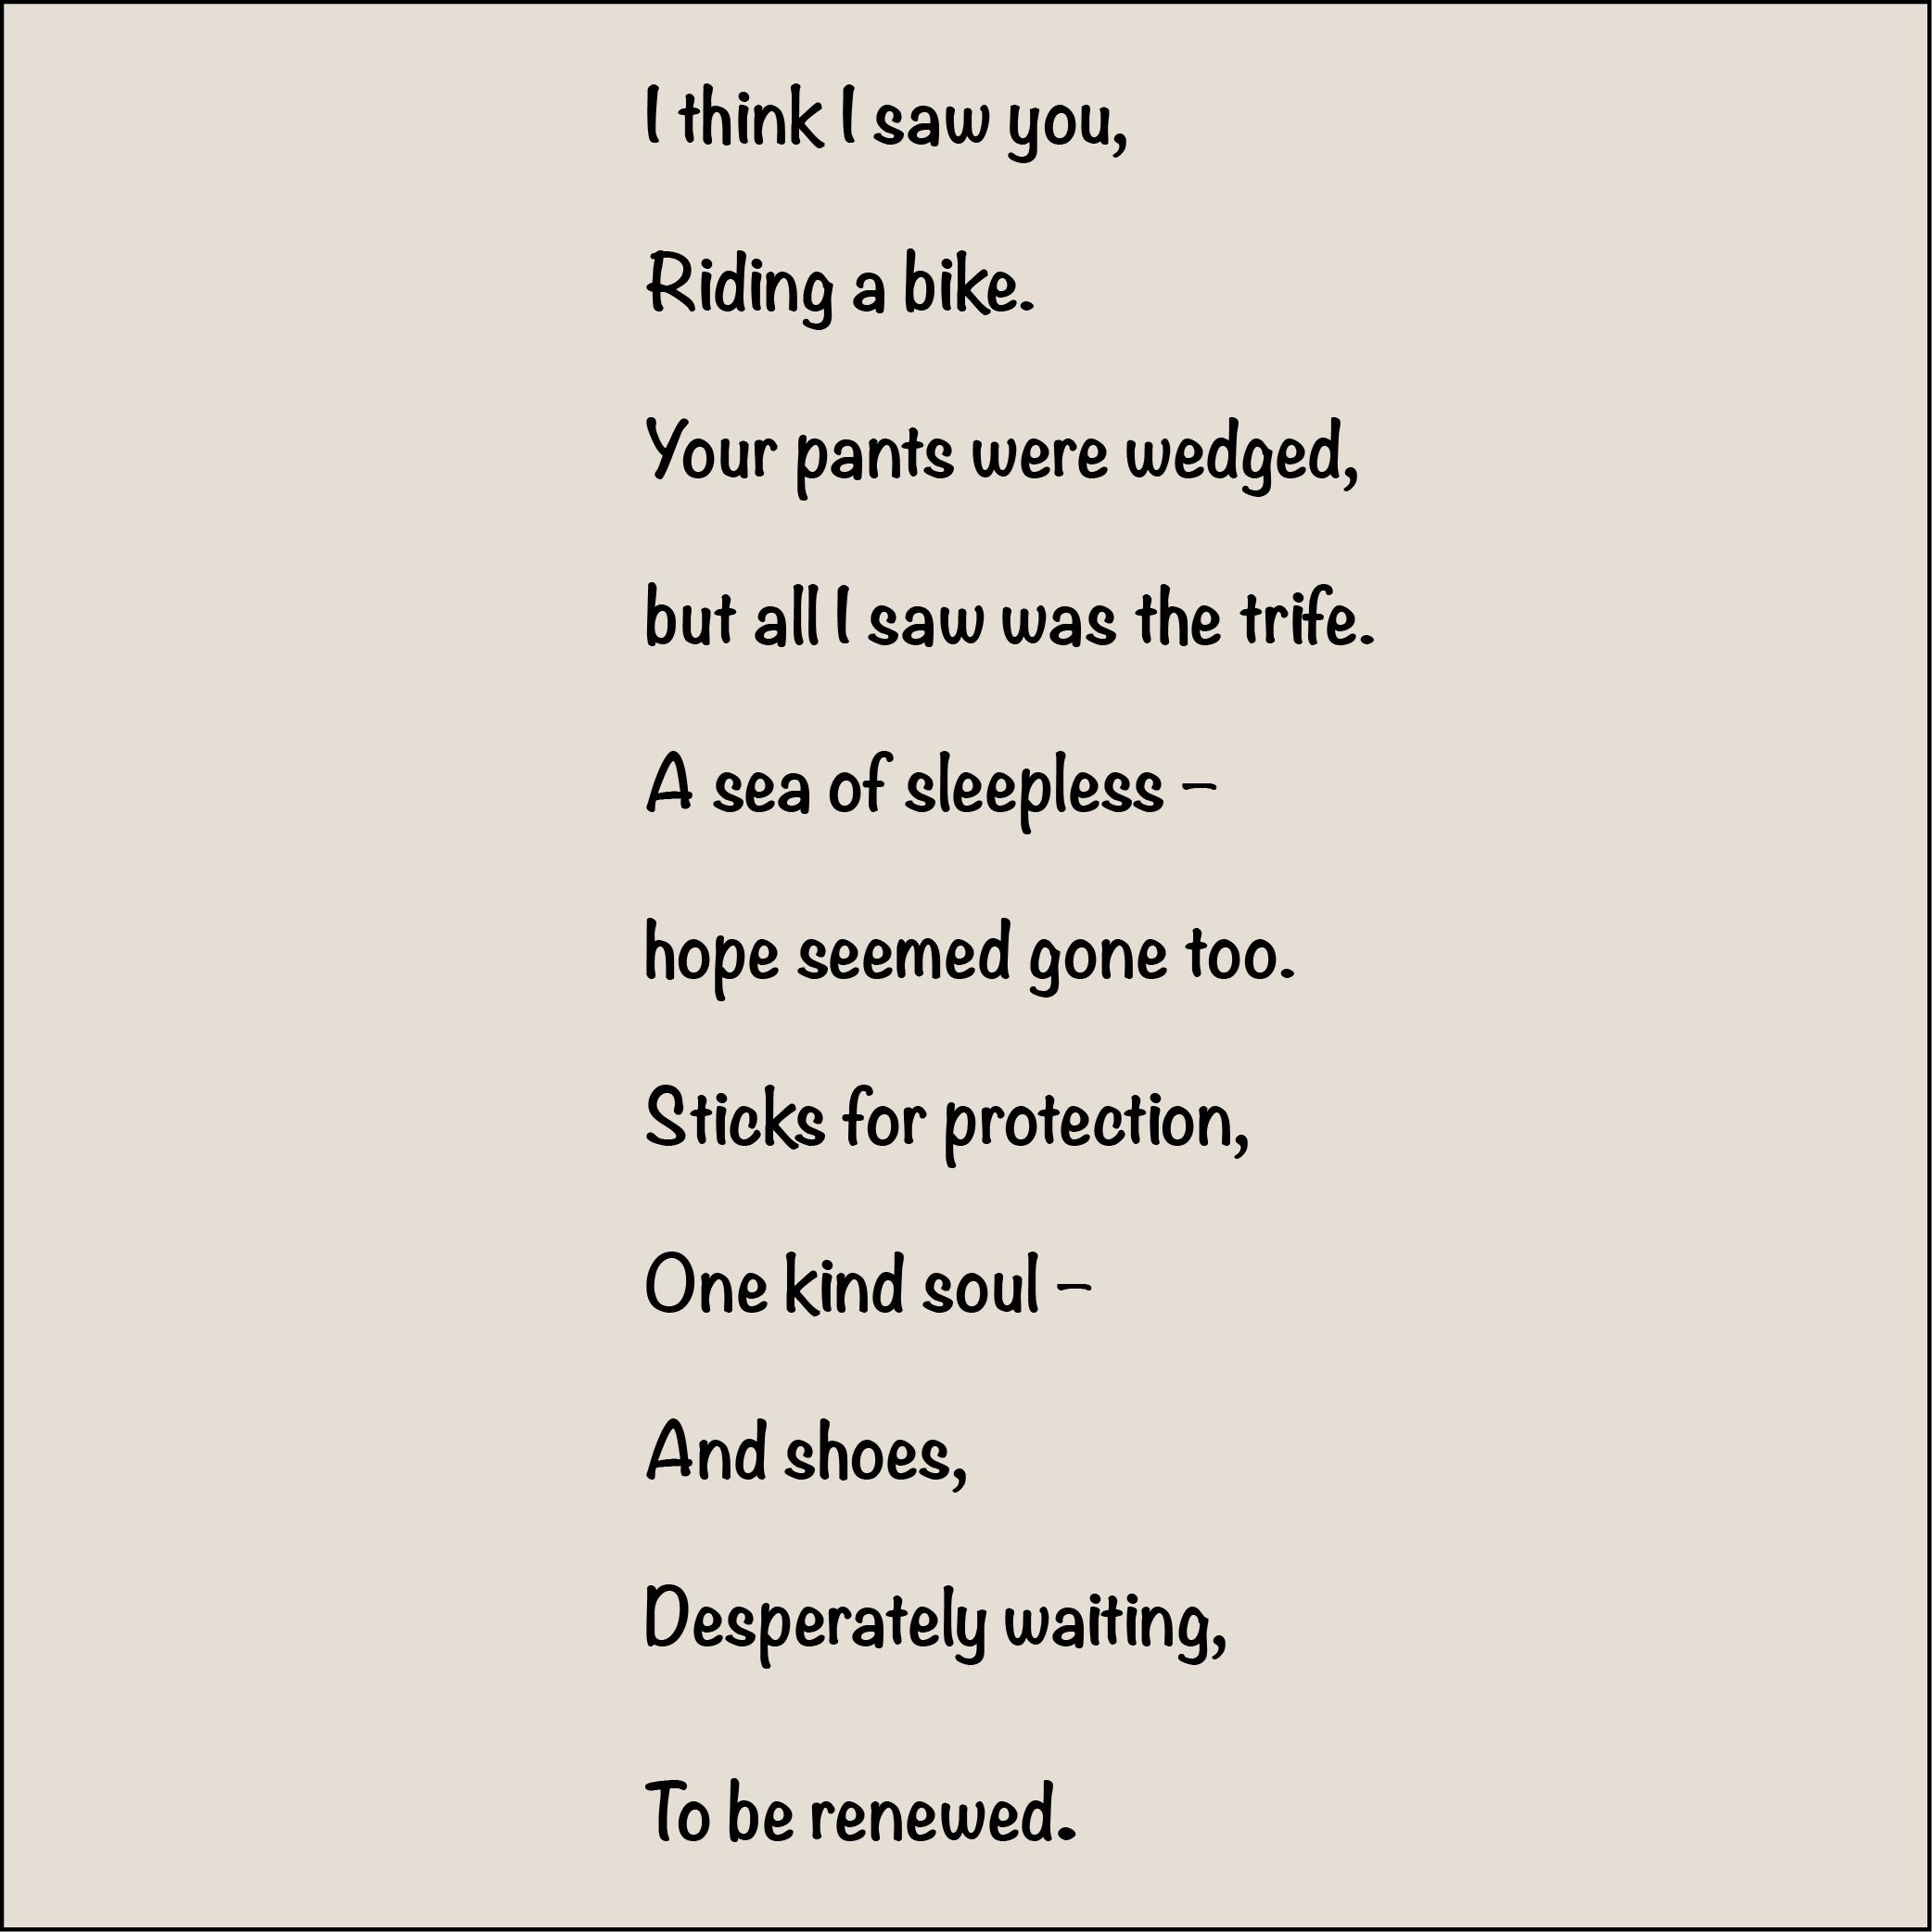 I think I saw you,
Riding a bike.
Your pants were wedged,
but all I saw was the trife.
A sea of sleepless –
hope seemed gone too.
Sticks for protection,
One kind soul –
And shoes,
Desperately waiting,
To be renewed.